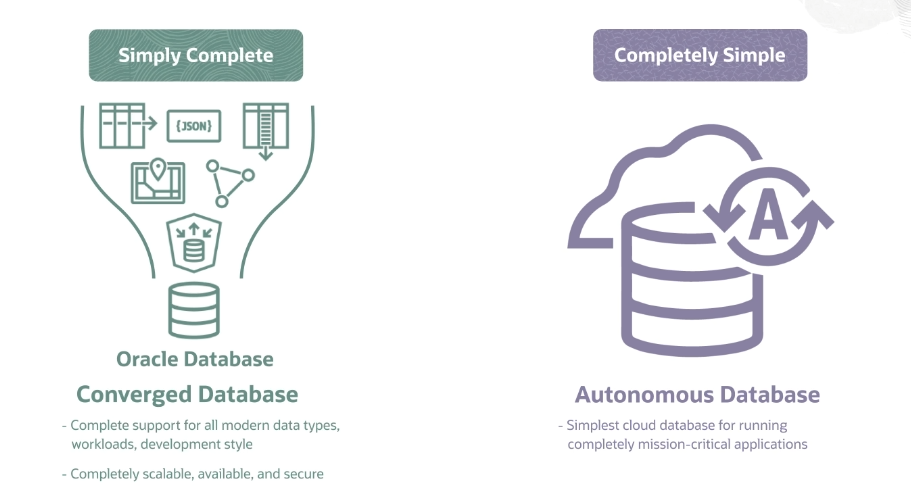 Simply Complete
{JSON}
Oracle Database
Converged Database
- Complete support for all modern data types,
workloads, development style
- Completely scalable, available, and secure
Completely Simple
A
Autonomous Database
- Simplest cloud database for running
completely mission-critical applications